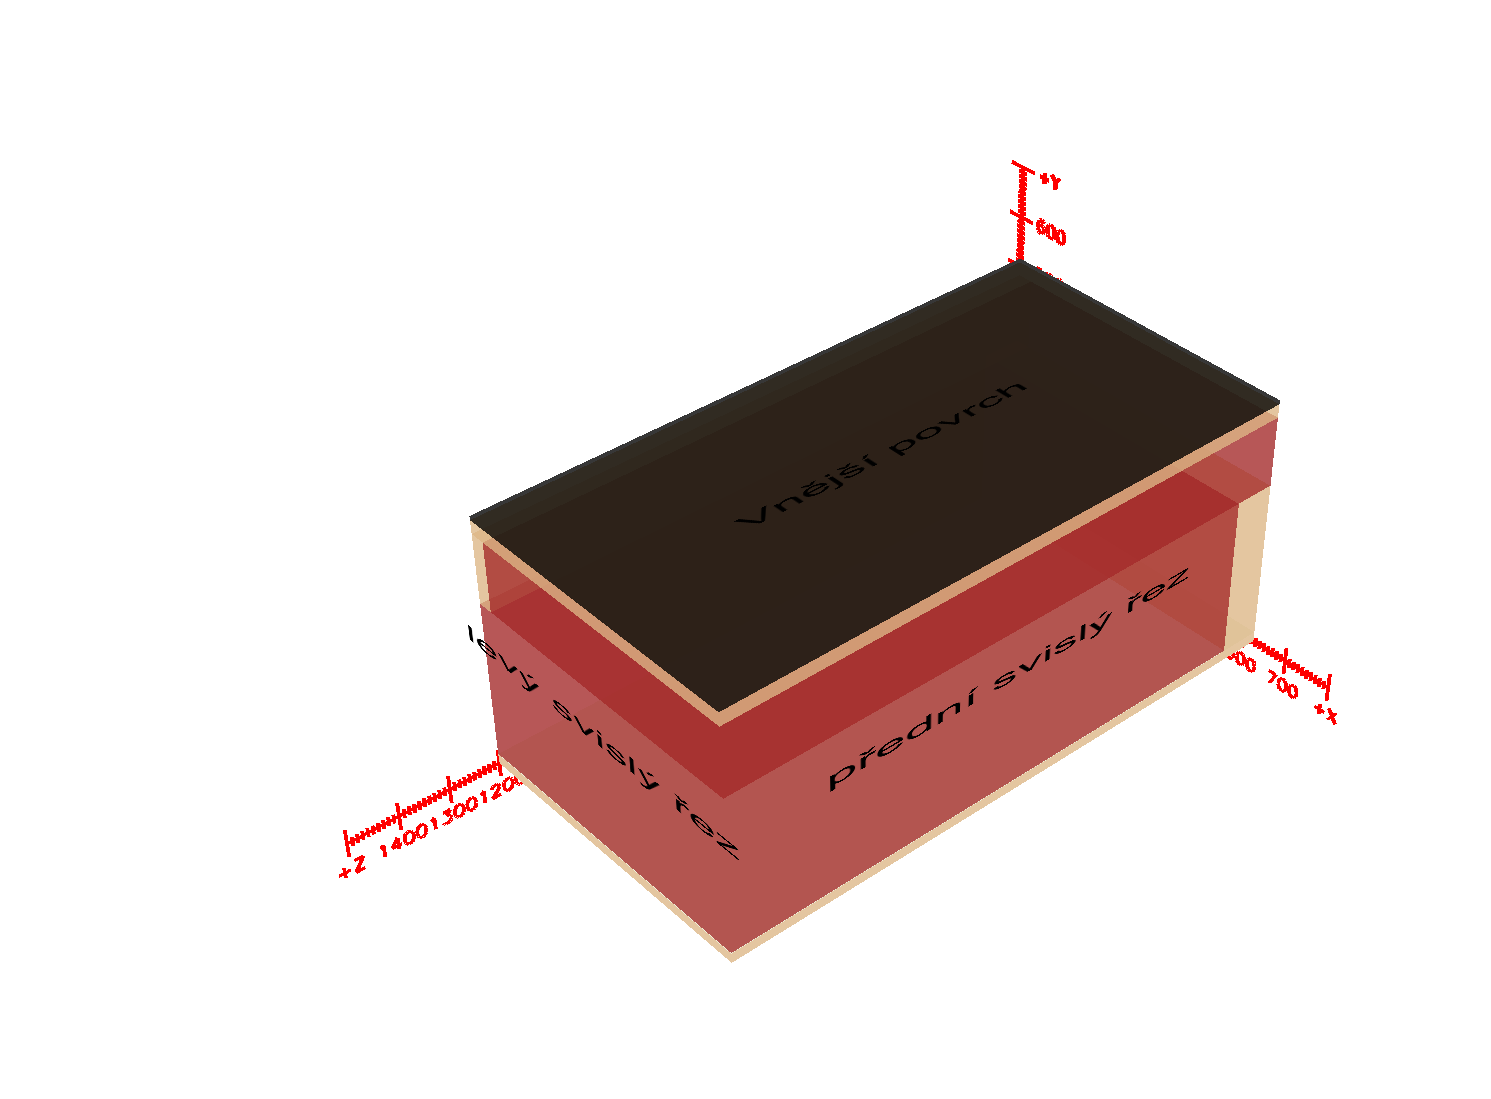 +Y
600
Vnější povrch
levý svislý řez
přední svislý řez
700
+X
1300
1400
+Z